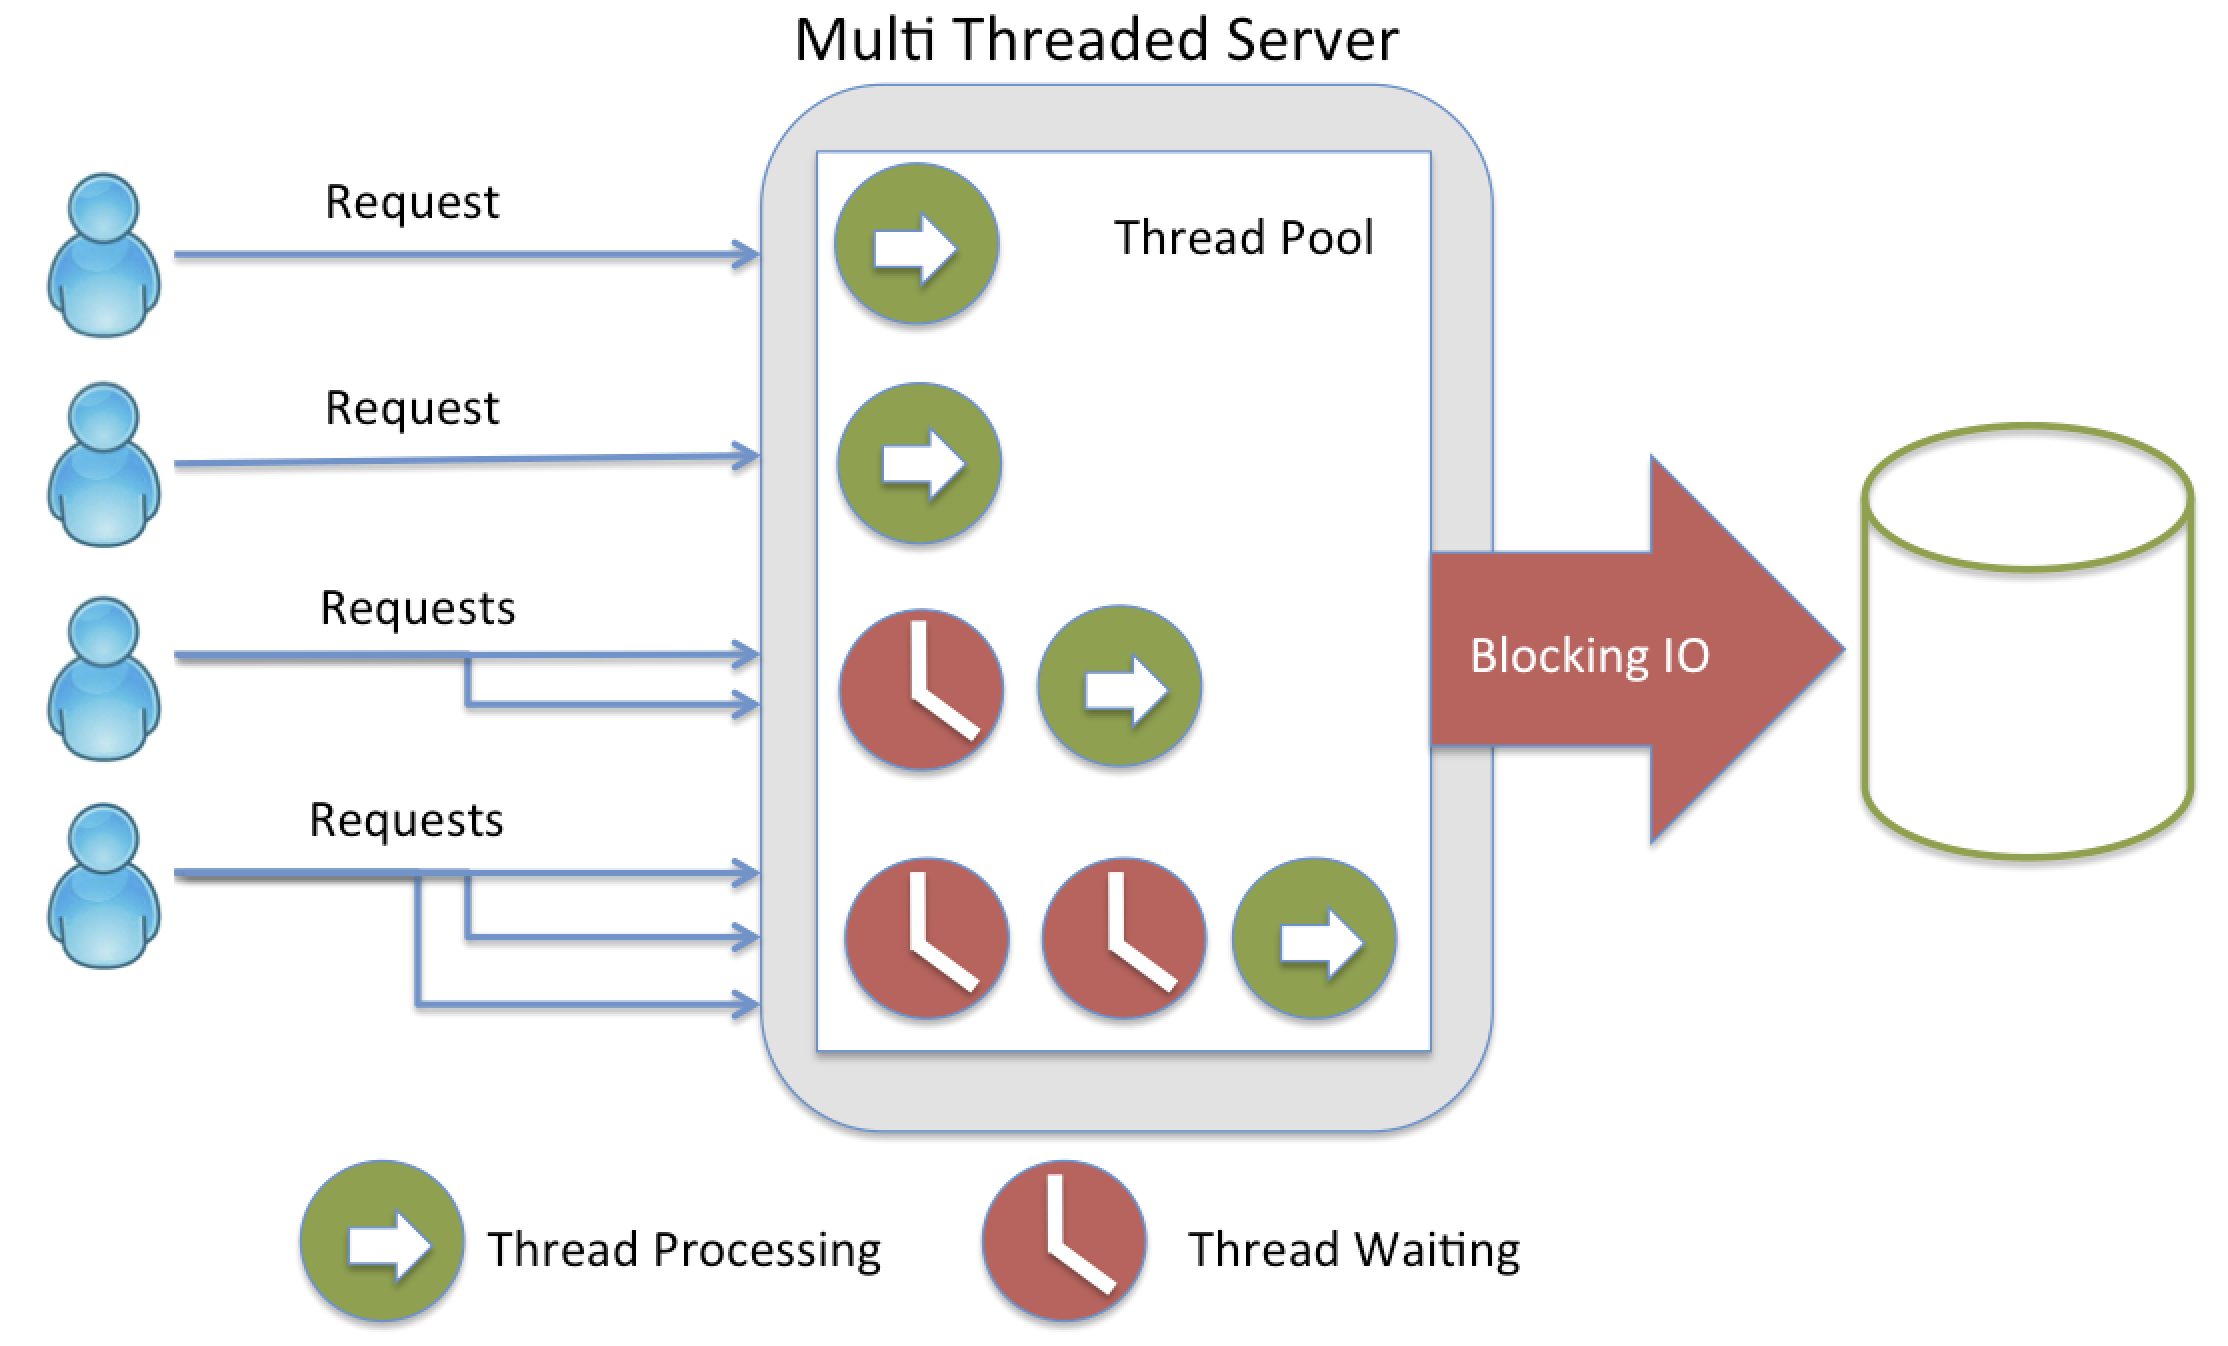 Multi Threaded Server
Request
Thread Pool
Request
Requests
Blocking IO
Requests
Thread Processing
Thread Waiting